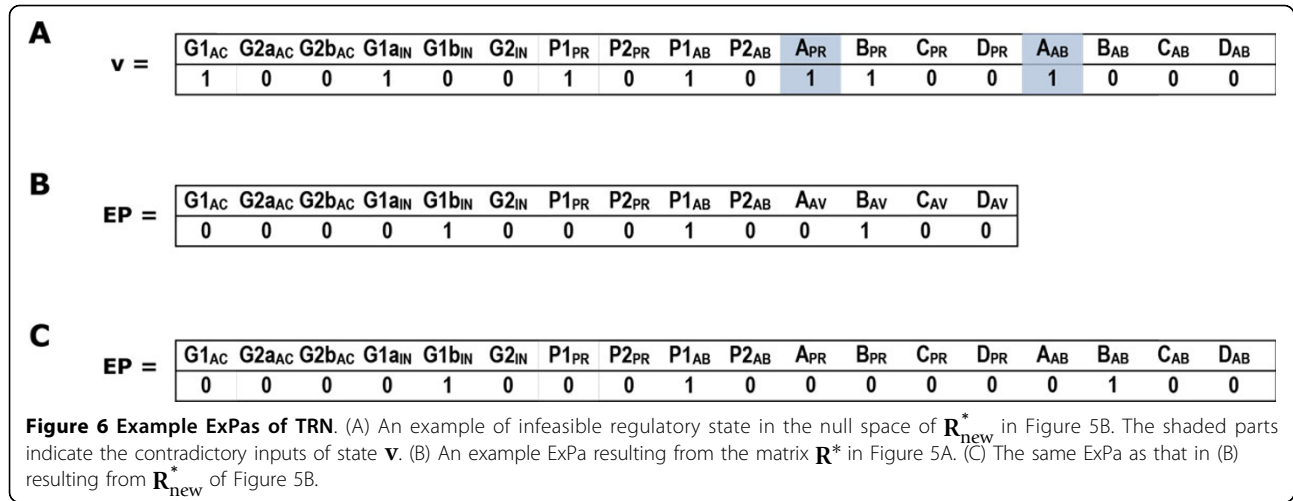 A
G1AC G2aAC G2bAC G1aIN G1bIN G2IN P1PR P2PR P1AB P2AB APR BPR CPR DPR AAB BAB CAB DAB
v =
1 0 0 1 0 0 1 0 1 0 1 1 0 0 1 0 0 0
B
G1AC G2aAC G2bAC G1aIN G1bIN G2IN P1PR P2PR P1AB P2AB AAV BAV CAV DAV
EP =
0 0 0 0 1 0 0 0 1 0 0 1 0 0
C
G1AC G2aAC G2bAC G1aIN G1bIN G2IN P1PR P2PR P1AB P2AB APR BPR CPR DPR AAB BAB CAB DAB
EP =
0 0 0 0 1 0 0 0 1 0 0 0 0 0 0 1 0 0
Figure 6 Example ExPas of TRN. (A) An example of infeasible regulatory state in the null space of R*new in Figure 5B. The shaded parts
indicate the contradictory inputs of state v. (B) An example ExPa resulting from the matrix R* in Figure 5A. (C) The same ExPa as that in (B)
resulting from R*new of Figure 5B.